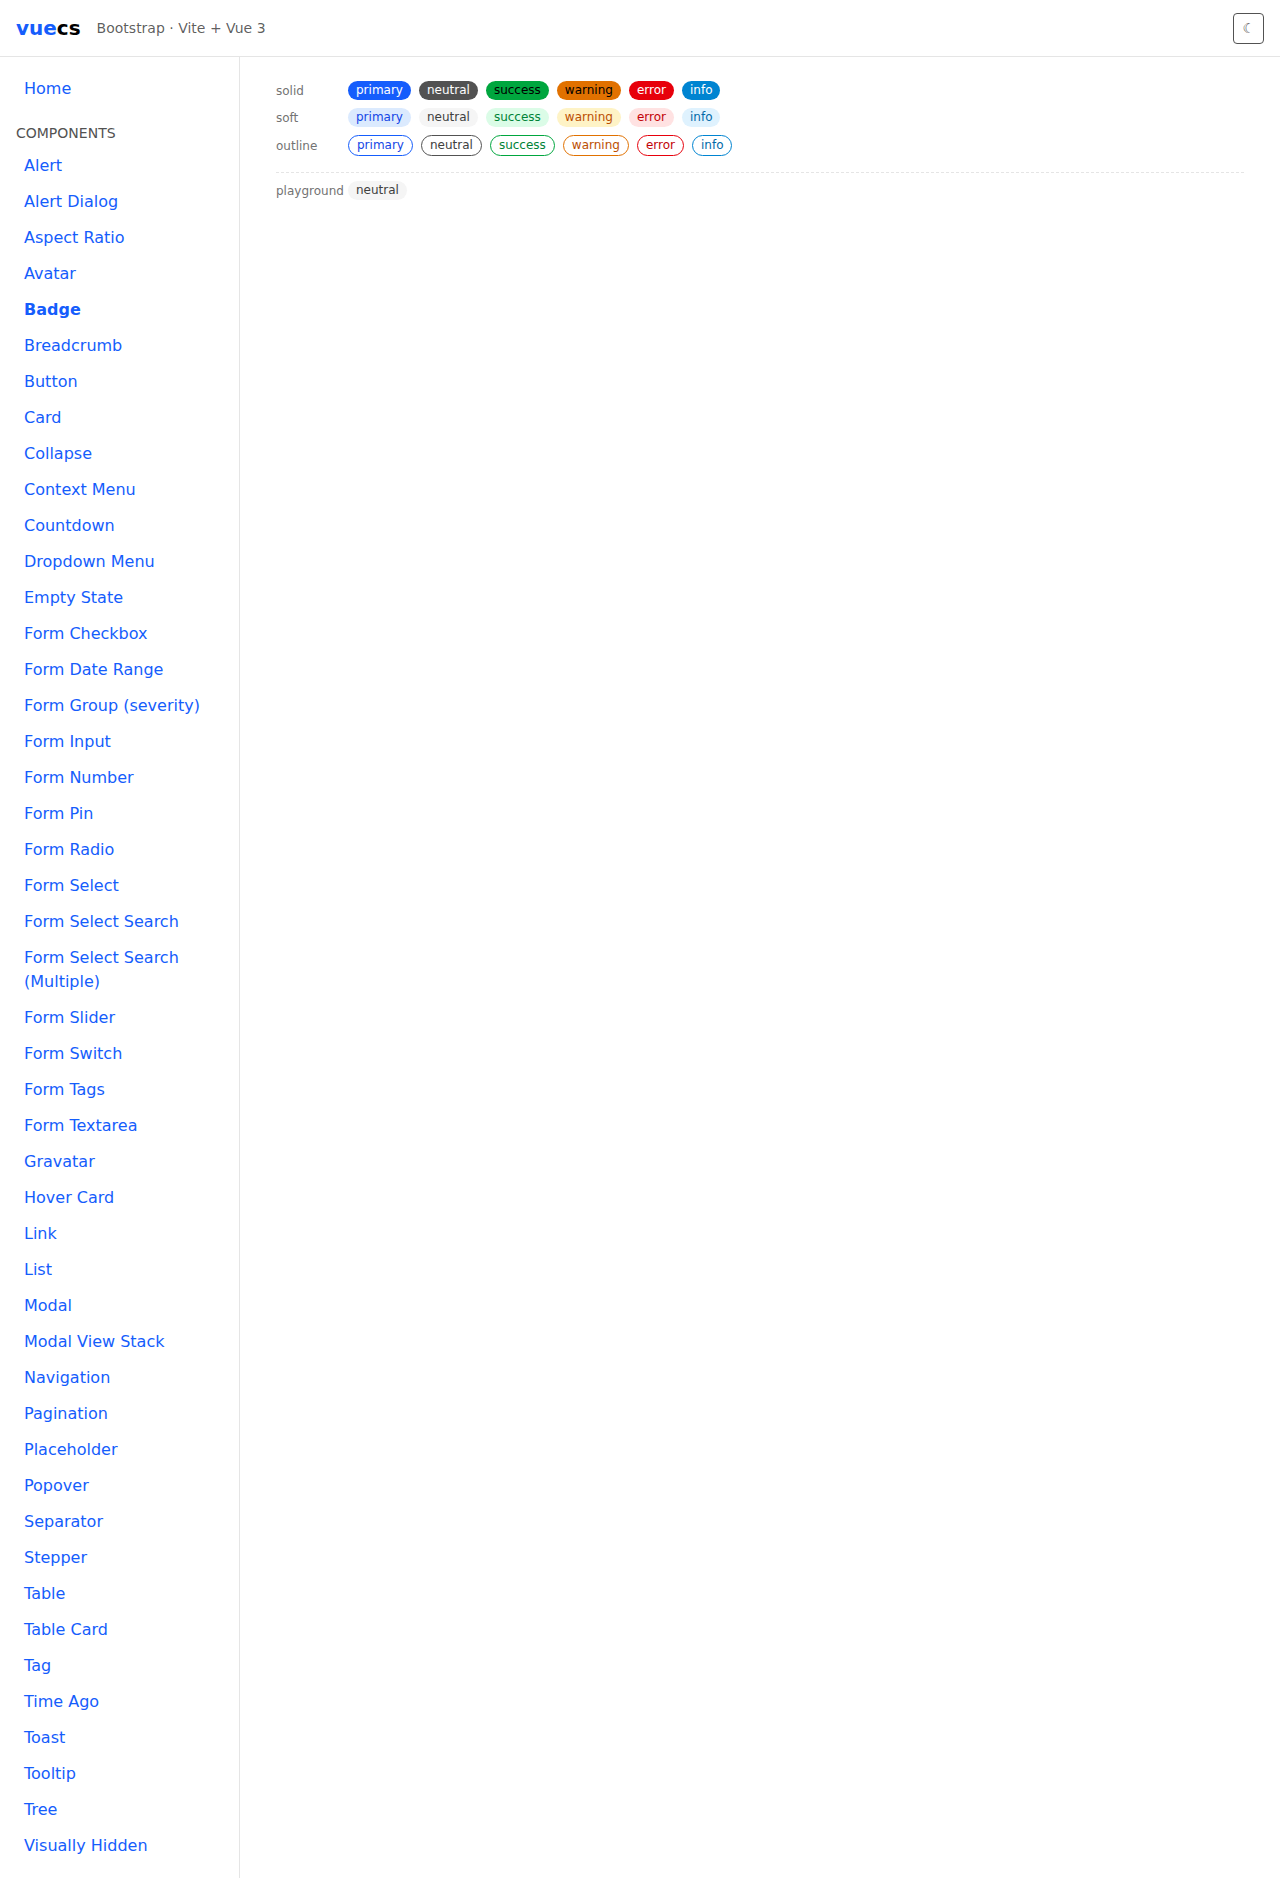 vuecs Bootstrap · Vite + Vue 3
Home
COMPONENTS
Alert
Alert Dialog
Aspect Ratio
Avatar
Badge
Breadcrumb
Button
Card
Collapse
Context Menu
Countdown
Dropdown Menu
Empty State
Form Checkbox
Form Date Range
Form Group (severity)
Form Input
Form Number
Form Pin
Form Radio
Form Select
Form Select Search
Form Select Search
(Multiple)
Form Slider
Form Switch
Form Tags
Form Textarea
Gravatar
Hover Card
Link
List
Modal
Modal View Stack
Navigation
Pagination
Placeholder
Popover
Separator
Stepper
Table
Table Card
Tag
Time Ago
Toast
Tooltip
Tree
Visually Hidden
solid primary neutral success warning error info
soft primary neutral success warning error info
outline primary neutral success warning error info
playground neutral